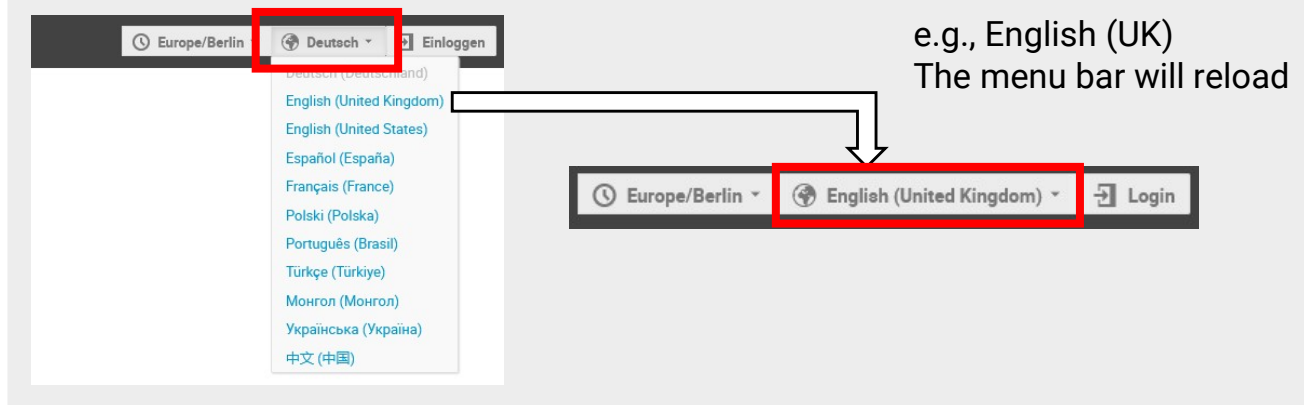 Europe/Berlin
Deutsch
Einloggen
Deutsch (Deutschland)
English (United Kingdom)
English (United States)
Español (España)
Français (France)
Polski (Polska)
Português (Brasil)
Türkçe (Türkiye)
Монгол (Монгол)
Українська (Україна)
中文 (中国)
e.g., English (UK)
The menu bar will reload
Europe/Berlin
English (United Kingdom)
Login